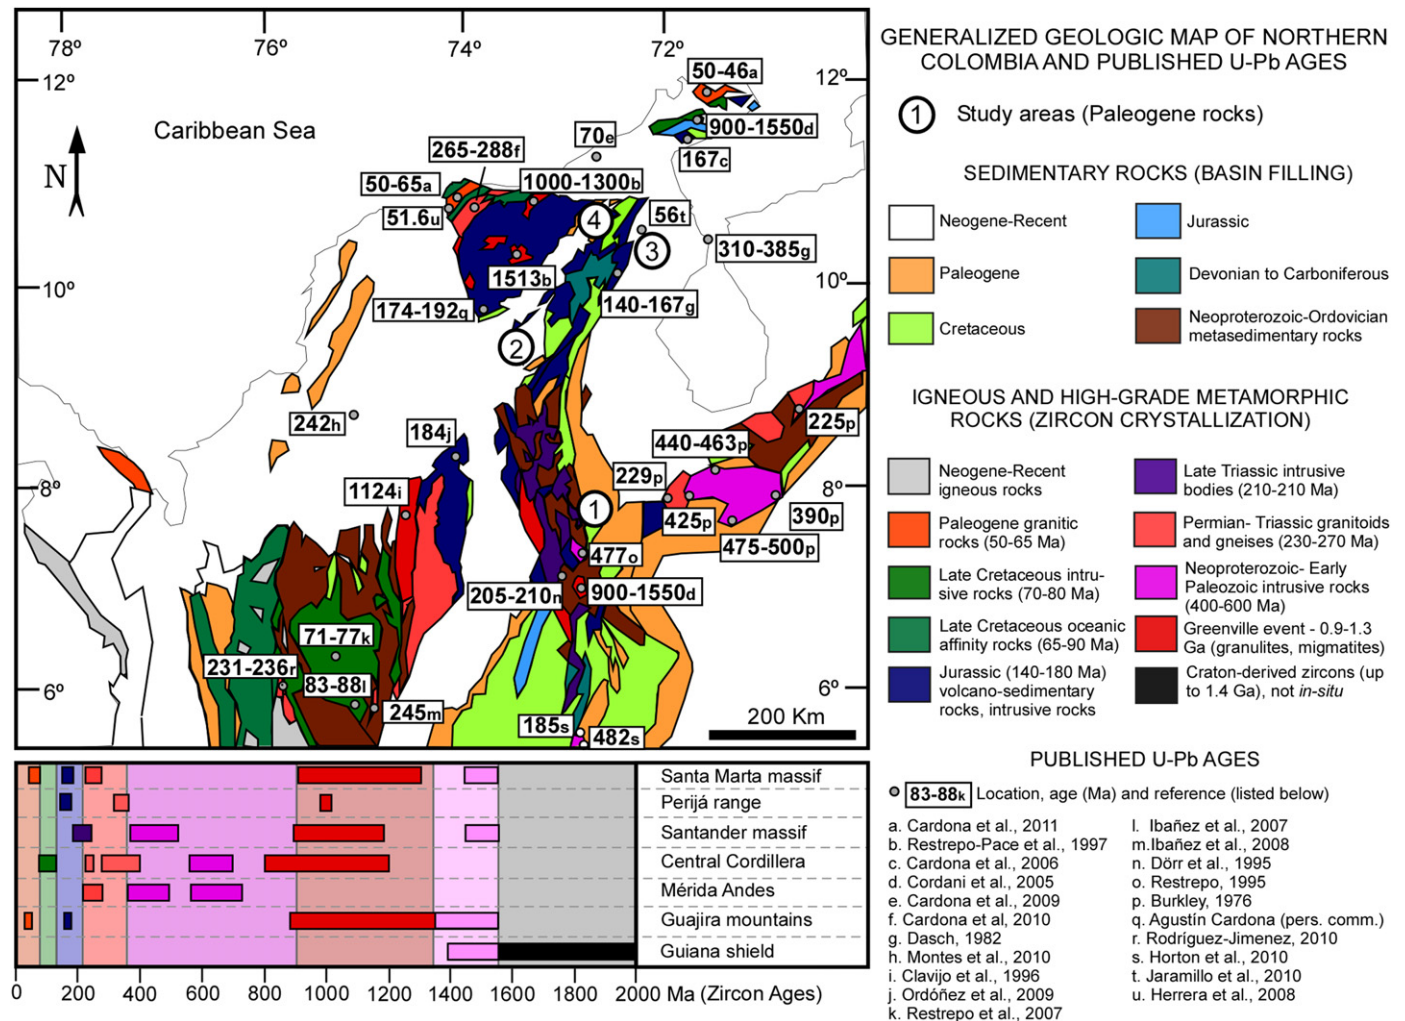 78º
76º
74º
72º
12º
12º
10º
10º
8º
8º
6º
6º
Caribbean Sea
N
50-46a
900-1550d
167c
70e
265-288f
50-65a
1000-1300b
51.6u
56t
310-385g
1513b
174-192q
140-167g
4
3
2
1
242h
184j
1124i
440-463p
225p
229p
425p
390p
475-500p
477o
205-210n
900-1550d
71-77k
231-236r
83-88l
245m
185s
482s
200 Km
Santa Marta massif
Perijá range
Santander massif
Central Cordillera
Mérida Andes
Guajira mountains
Guiana shield
0 200 400 600 800 1000 1200 1400 1600 1800 2000 Ma (Zircon Ages)
GENERALIZED GEOLOGIC MAP OF NORTHERN
COLOMBIA AND PUBLISHED U-Pb AGES
1 Study areas (Paleogene rocks)
SEDIMENTARY ROCKS (BASIN FILLING)
Neogene-Recent
Paleogene
Cretaceous
Jurassic
Devonian to Carboniferous
Neoproterozoic-Ordovician
metasedimentary rocks
IGNEOUS AND HIGH-GRADE METAMORPHIC
ROCKS (ZIRCON CRYSTALLIZATION)
Neogene-Recent
igneous rocks
Paleogene granitic
rocks (50-65 Ma)
Late Cretaceous intru-
sive rocks (70-80 Ma)
Late Cretaceous oceanic
affinity rocks (65-90 Ma)
Jurassic (140-180 Ma)
volcano-sedimentary
rocks, intrusive rocks
Late Triassic intrusive
bodies (210-210 Ma)
Permian- Triassic granitoids
and gneises (230-270 Ma)
Neoproterozoic- Early
Paleozoic intrusive rocks
(400-600 Ma)
Greenville event - 0.9-1.3
Ga (granulites, migmatites)
Craton-derived zircons (up
to 1.4 Ga), not in-situ
PUBLISHED U-Pb AGES
83-88k Location, age (Ma) and reference (listed below)
a. Cardona et al., 2011
b. Restrepo-Pace et al., 1997
c. Cardona et al., 2006
d. Cordani et al., 2005
e. Cardona et al., 2009
f. Cardona et al, 2010
g. Dasch, 1982
h. Montes et al., 2010
i. Clavijo et al., 1996
j. Ordóñez et al., 2009
k. Restrepo et al., 2007
l. Ibañez et al., 2007
m.Ibañez et al., 2008
n. Dörr et al., 1995
o. Restrepo, 1995
p. Burkley, 1976
q. Agustín Cardona (pers. comm.)
r. Rodríguez-Jimenez, 2010
s. Horton et al., 2010
t. Jaramillo et al., 2010
u. Herrera et al., 2008